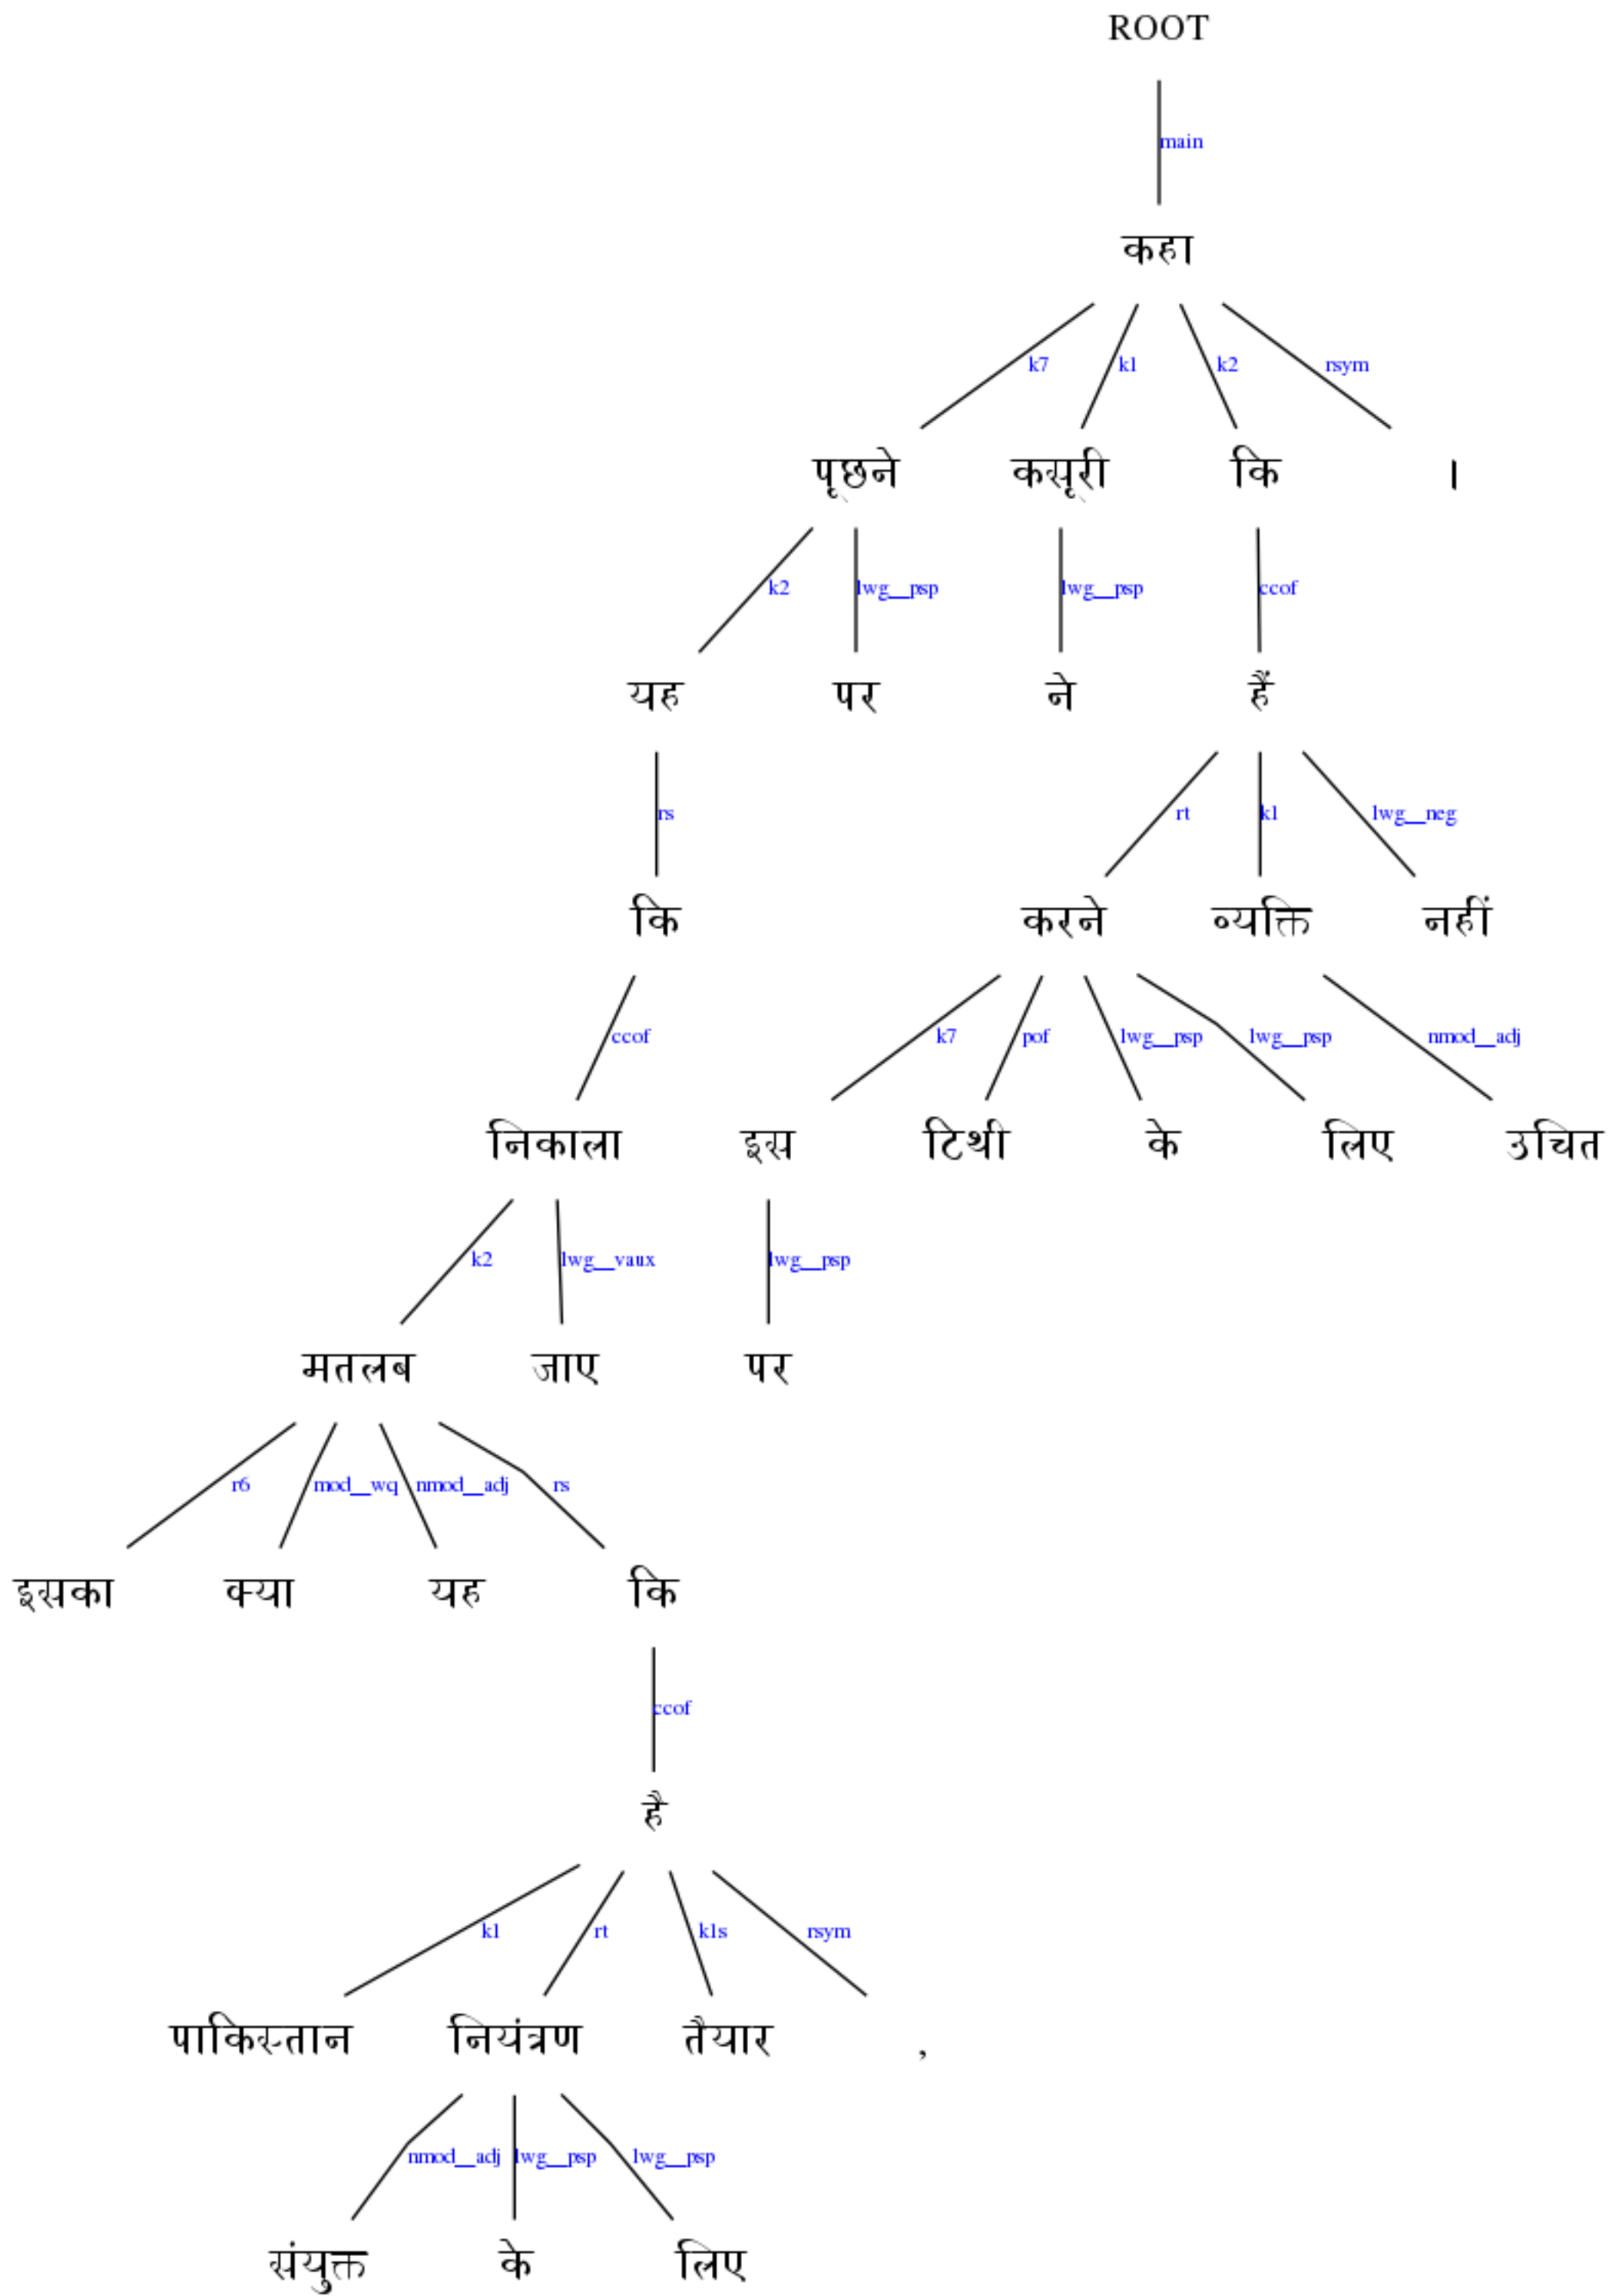 ROOT
main
कहा
k7 k1 k2 rsym
पूछने कसूरी कि ।
k2 lwg__psp lwg__psp ccof
यह पर ने हैं
rs rt k1 lwg__neg
कि करने व्यक्ति नहीं
ccof k7 pof lwg__psp lwg__psp nmod__adj
निकाला इस टिथी के लिए उचित
k2 lwg__vaux lwg__psp
मतलब जाए पर
r6 mod__wq nmod__adj rs
इसका क्या यह कि
ccof
है
k1 rt k1s rsym
पाकिस्तान नियंत्रण तैयार ,
nmod__adj lwg__psp lwg__psp
संयुक्त के लिए